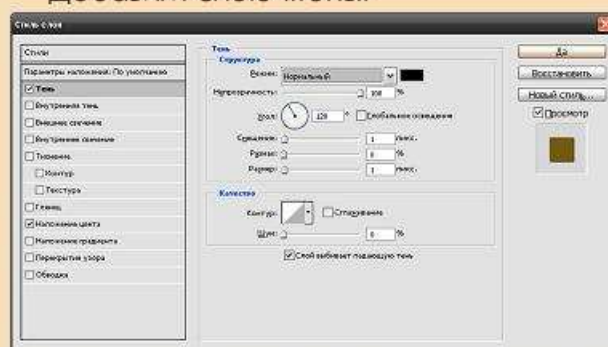 Добавим слою тень.
Стиль слоя
Стили
Параметры наложения: По умолчанию
Тень
Внутренняя тень
Внешнее свечение
Внутреннее свечение
Тиснение
Контур
Текстура
Глянец
Наложение цвета
Наложение градиента
Перекрытие узора
Обводка
Тень
Структура
Режим: Нормальный
Непрозрачность: 100 %
Угол: 120 ° Глобальное освещение
Смещение: 1 пикс.
Размах: 0 %
Размер: 1 пикс.
Качество
Контур: Сглаживание
Шум: 0 %
Слой выбивает падающую тень
Да
Восстановить
Новый стиль...
Просмотр